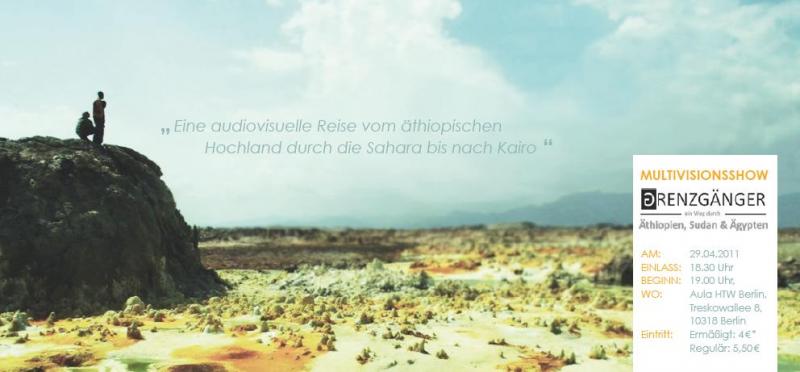 „Eine audiovisuelle Reise vom äthiopischen
Hochland durch die Sahara bis nach Kairo“
MULTIVISIONSSHOW
GRENZGÄNGER
ein Weg durch
Äthiopien, Sudan & Ägypten
AM: 29.04.2011
EINLASS: 18.30 Uhr
BEGINN: 19.00 Uhr,
WO: Aula HTW Berlin,
Treskowallee 8,
10318 Berlin
Eintritt: Ermäßigt: 4€*
Regulär: 5,50€